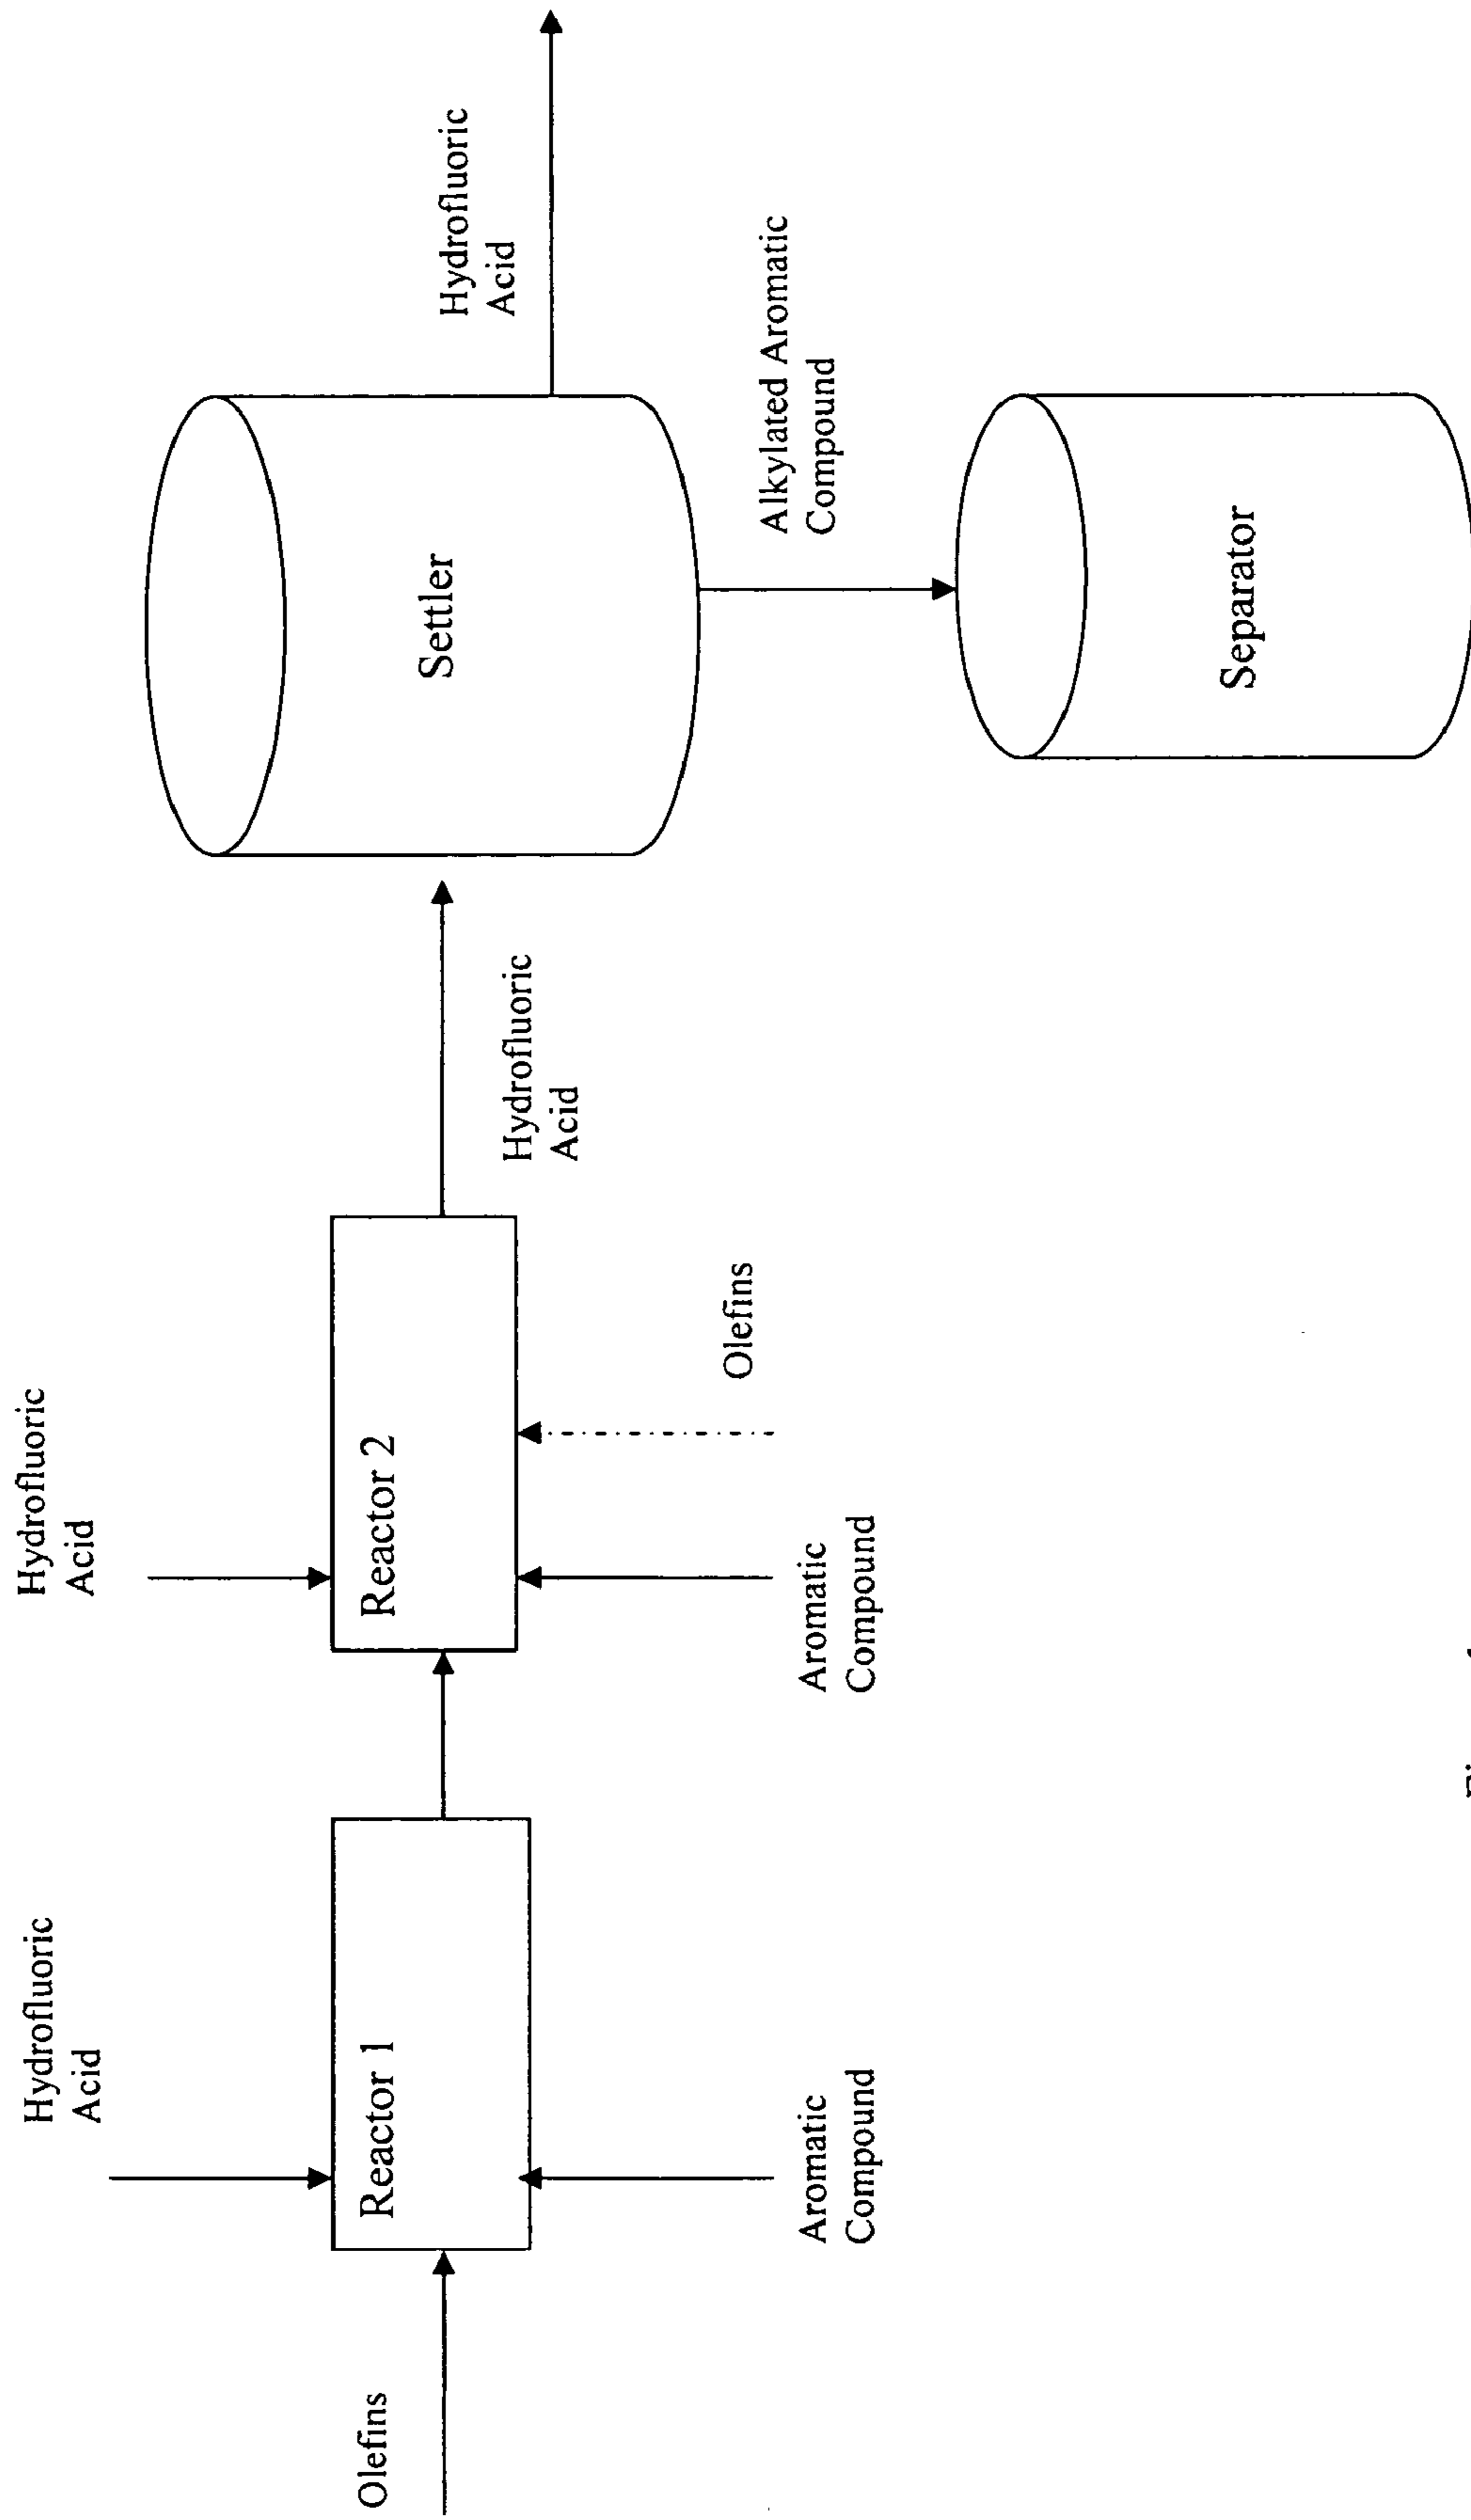 Olefins
Hydrofluoric
Acid
Reactor 1
Aromatic
Compound
Hydrofluoric
Acid
Reactor 2
Aromatic
Compound
Olefins
Hydrofluoric
Acid
Settler
Hydrofluoric
Acid
Alkylated Aromatic
Compound
Separator